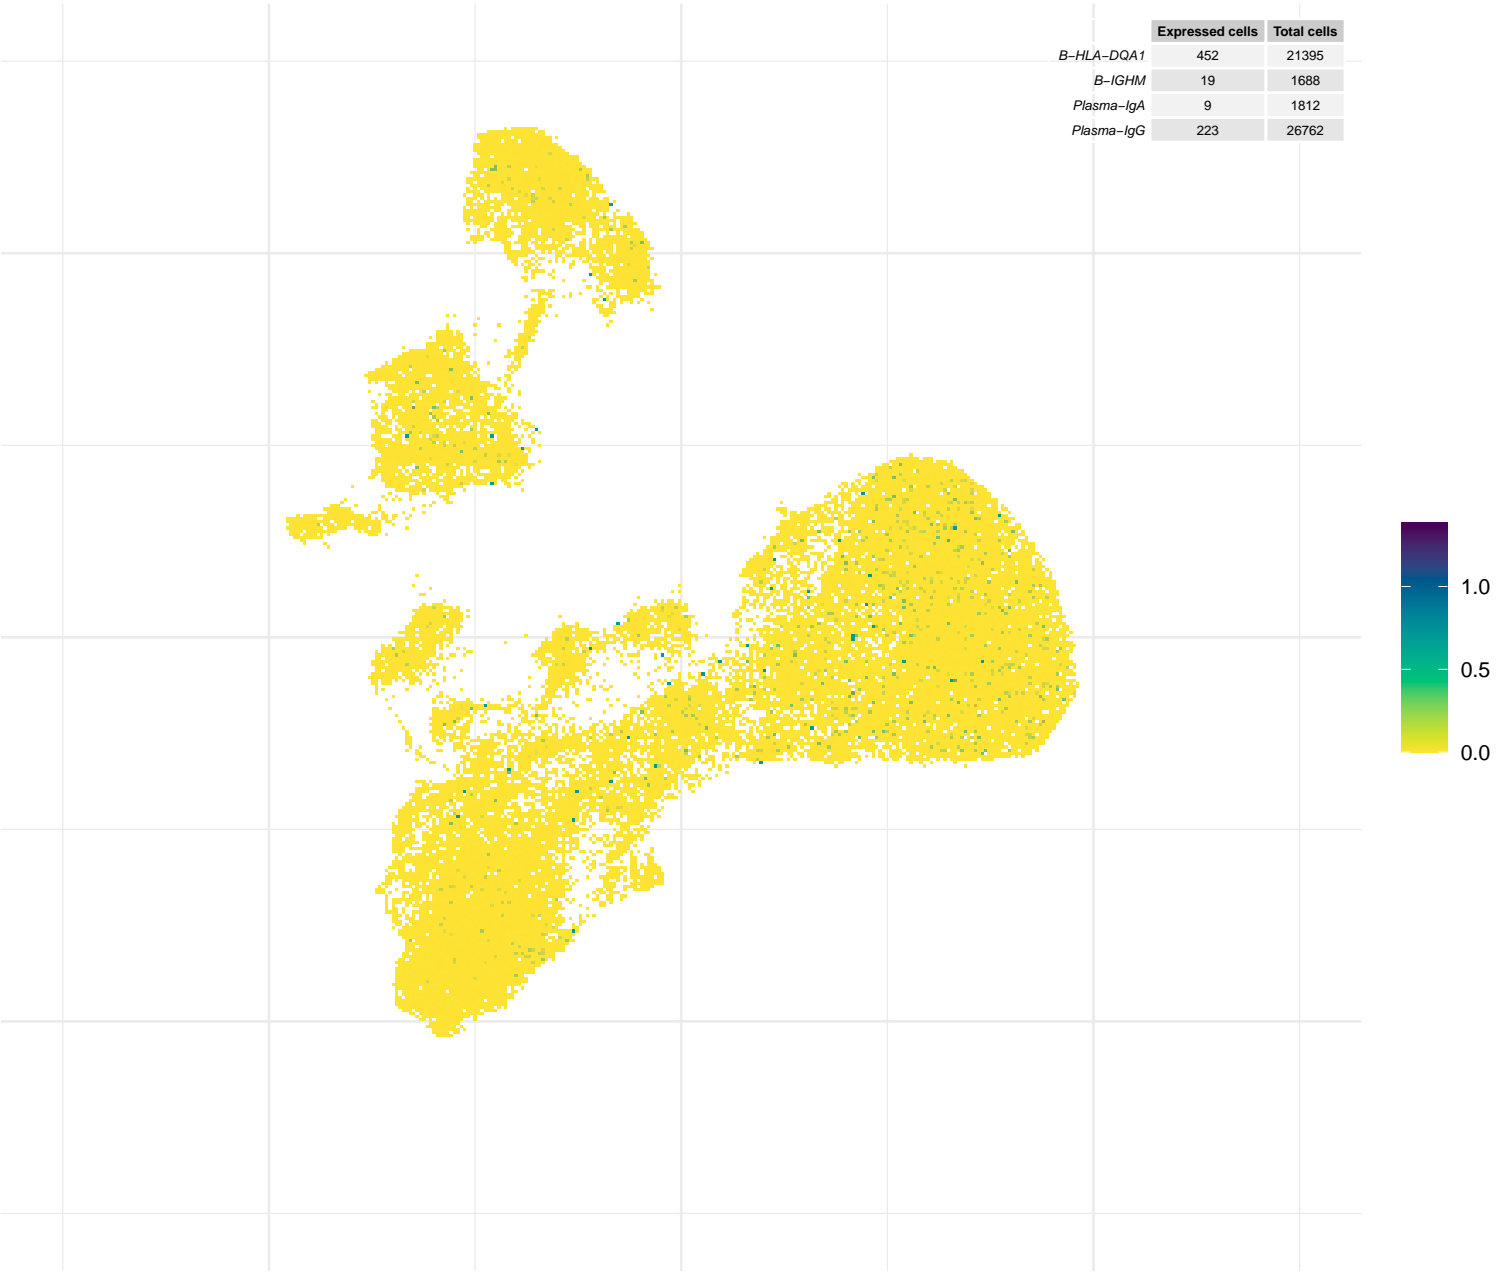 Expressed cells Total cells
B−HLA−DQA1 452 21395
B−IGHM 19 1688
Plasma−IgA 9 1812
Plasma−IgG 223 26762
1.0
0.5
0.0